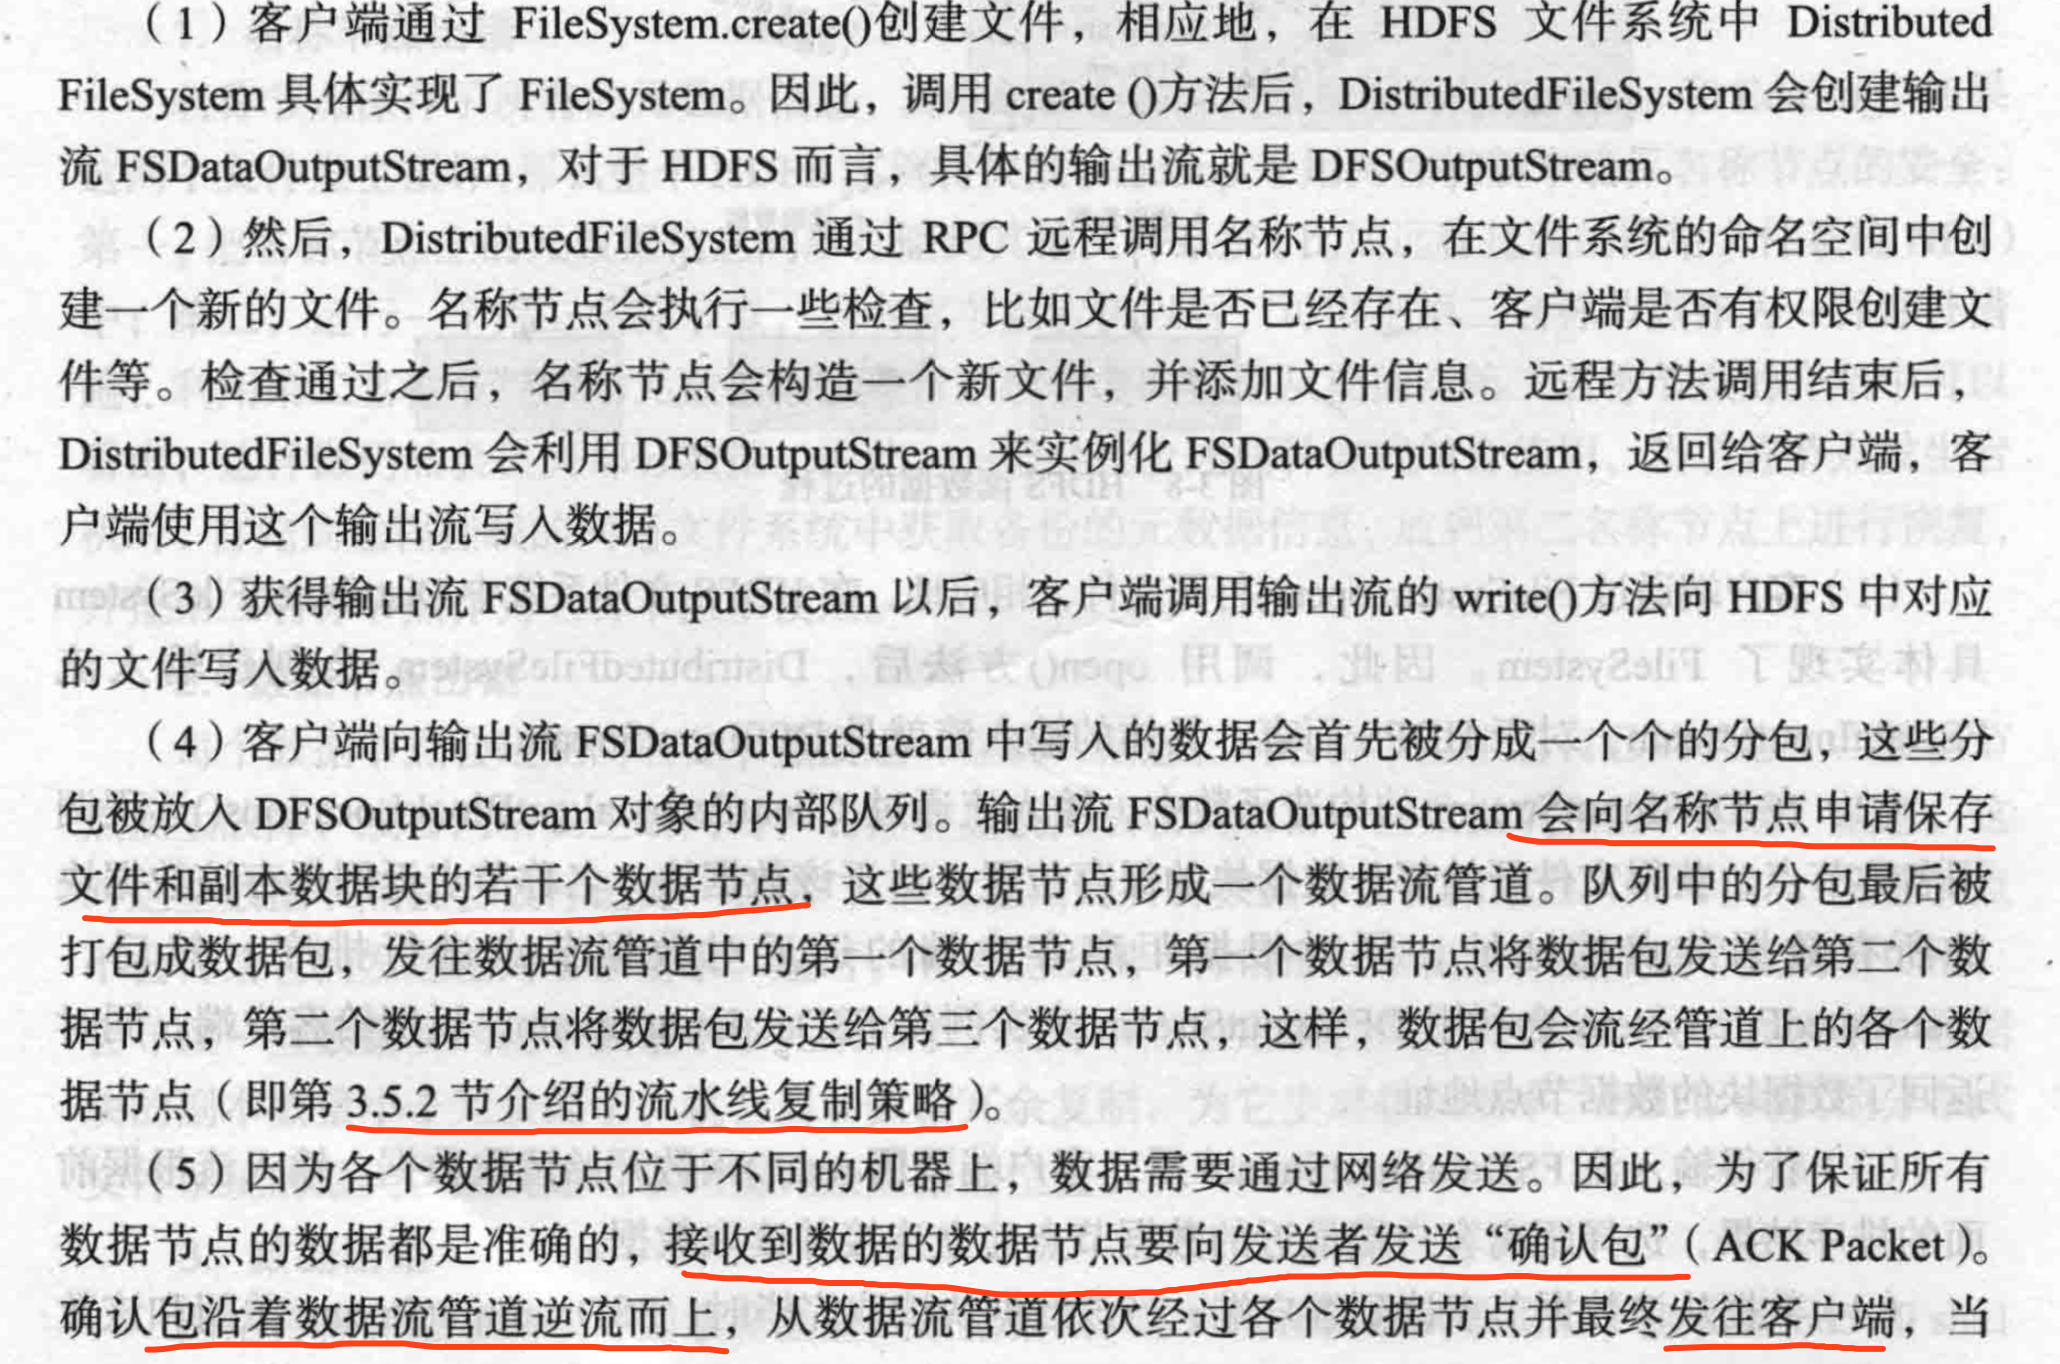 （1）客户端通过 FileSystem.create()创建文件，相应地，在 HDFS 文件系统中 Distributed
FileSystem 具体实现了 FileSystem。因此，调用 create ()方法后，DistributedFileSystem 会创建输出
流 FSDataOutputStream，对于 HDFS 而言，具体的输出流就是 DFSOutputStream。
（2）然后，DistributedFileSystem 通过 RPC 远程调用名称节点，在文件系统的命名空间中创
建一个新的文件。名称节点会执行一些检查，比如文件是否已经存在、客户端是否有权限创建文
件等。检查通过之后，名称节点会构造一个新文件，并添加文件信息。远程方法调用结束后，
DistributedFileSystem 会利用 DFSOutputStream 来实例化 FSDataOutputStream，返回给客户端，客
户端使用这个输出流写入数据。
（3）获得输出流 FSDataOutputStream 以后，客户端调用输出流的 write()方法向 HDFS 中对应
的文件写入数据。
（4）客户端向输出流 FSDataOutputStream 中写入的数据会首先被分成一个个的分包，这些分
包被放入 DFSOutputStream 对象的内部队列。输出流 FSDataOutputStream 会向名称节点申请保存
文件和副本数据块的若干个数据节点，这些数据节点形成一个数据流管道。队列中的分包最后被
打包成数据包，发往数据流管道中的第一个数据节点，第一个数据节点将数据包发送给第二个数
据节点，第二个数据节点将数据包发送给第三个数据节点，这样，数据包会流经管道上的各个数
据节点（即第 3.5.2 节介绍的流水线复制策略）。
（5）因为各个数据节点位于不同的机器上，数据需要通过网络发送。因此，为了保证所有
数据节点的数据都是准确的，接收到数据的数据节点要向发送者发送“确认包”（ACK Packet）。
确认包沿着数据流管道逆流而上，从数据流管道依次经过各个数据节点并最终发往客户端，当